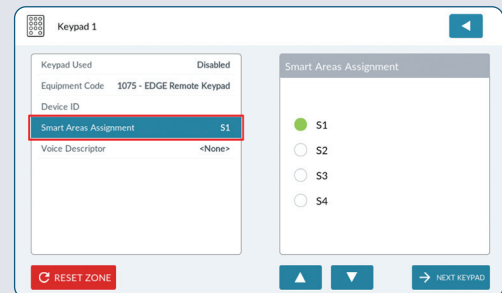 Keypad 1
Keypad Used Disabled
Equipment Code 1075 - EDGE Remote Keypad
Device ID
Smart Areas Assignment S1
Voice Descriptor <None>
Smart Areas Assignment
S1
S2
S3
S4
RESET ZONE
NEXT KEYPAD